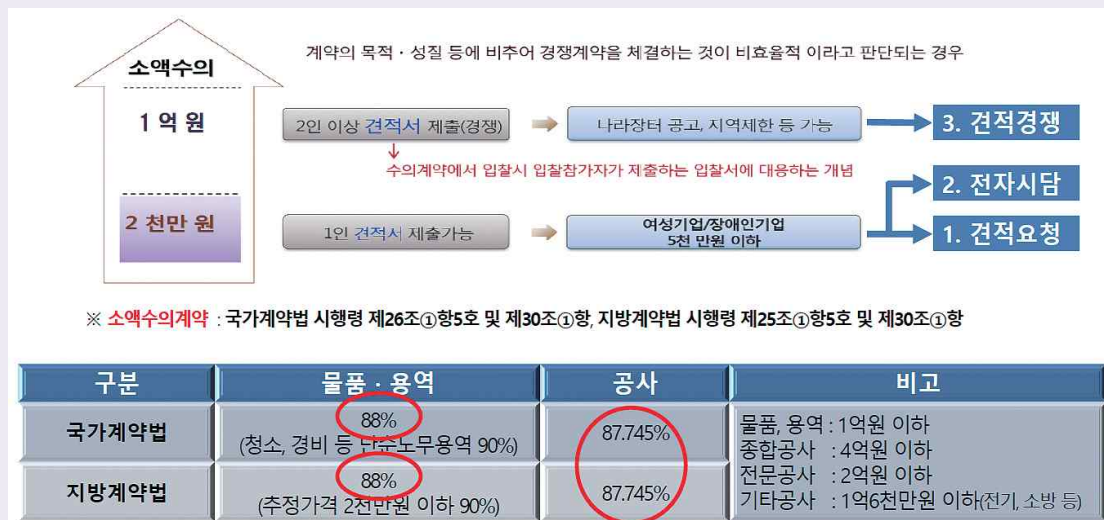 계약의 목적 · 성질 등에 비추어 경쟁계약을 체결하는 것이 비효율적 이라고 판단되는 경우
소액수의
1 억 원
2인 이상 견적서 제출(경쟁)
나라장터 공고, 지역제한 등 가능
3. 견적경쟁
수의계약에서 입찰시 입찰참가자가 제출하는 입찰서에 대응하는 개념
2. 전자시담
2 천만 원
1인 견적서 제출가능
여성기업/장애인기업
5천 만원 이하
1. 견적요청
※ 소액수의계약 : 국가계약법 시행령 제26조①항5호 및 제30조①항, 지방계약법 시행령 제25조①항5호 및 제30조①항
구분 물품 · 용역 공사 비고
국가계약법
88%
(청소, 경비 등 단순노무용역 90%)
87.745%
지방계약법
88%
(추정가격 2천만원 이하 90%)
87.745%
물품, 용역 : 1억원 이하
종합공사 : 4억원 이하
전문공사 : 2억원 이하
기타공사 : 1억6천만원 이하(전기, 소방 등)